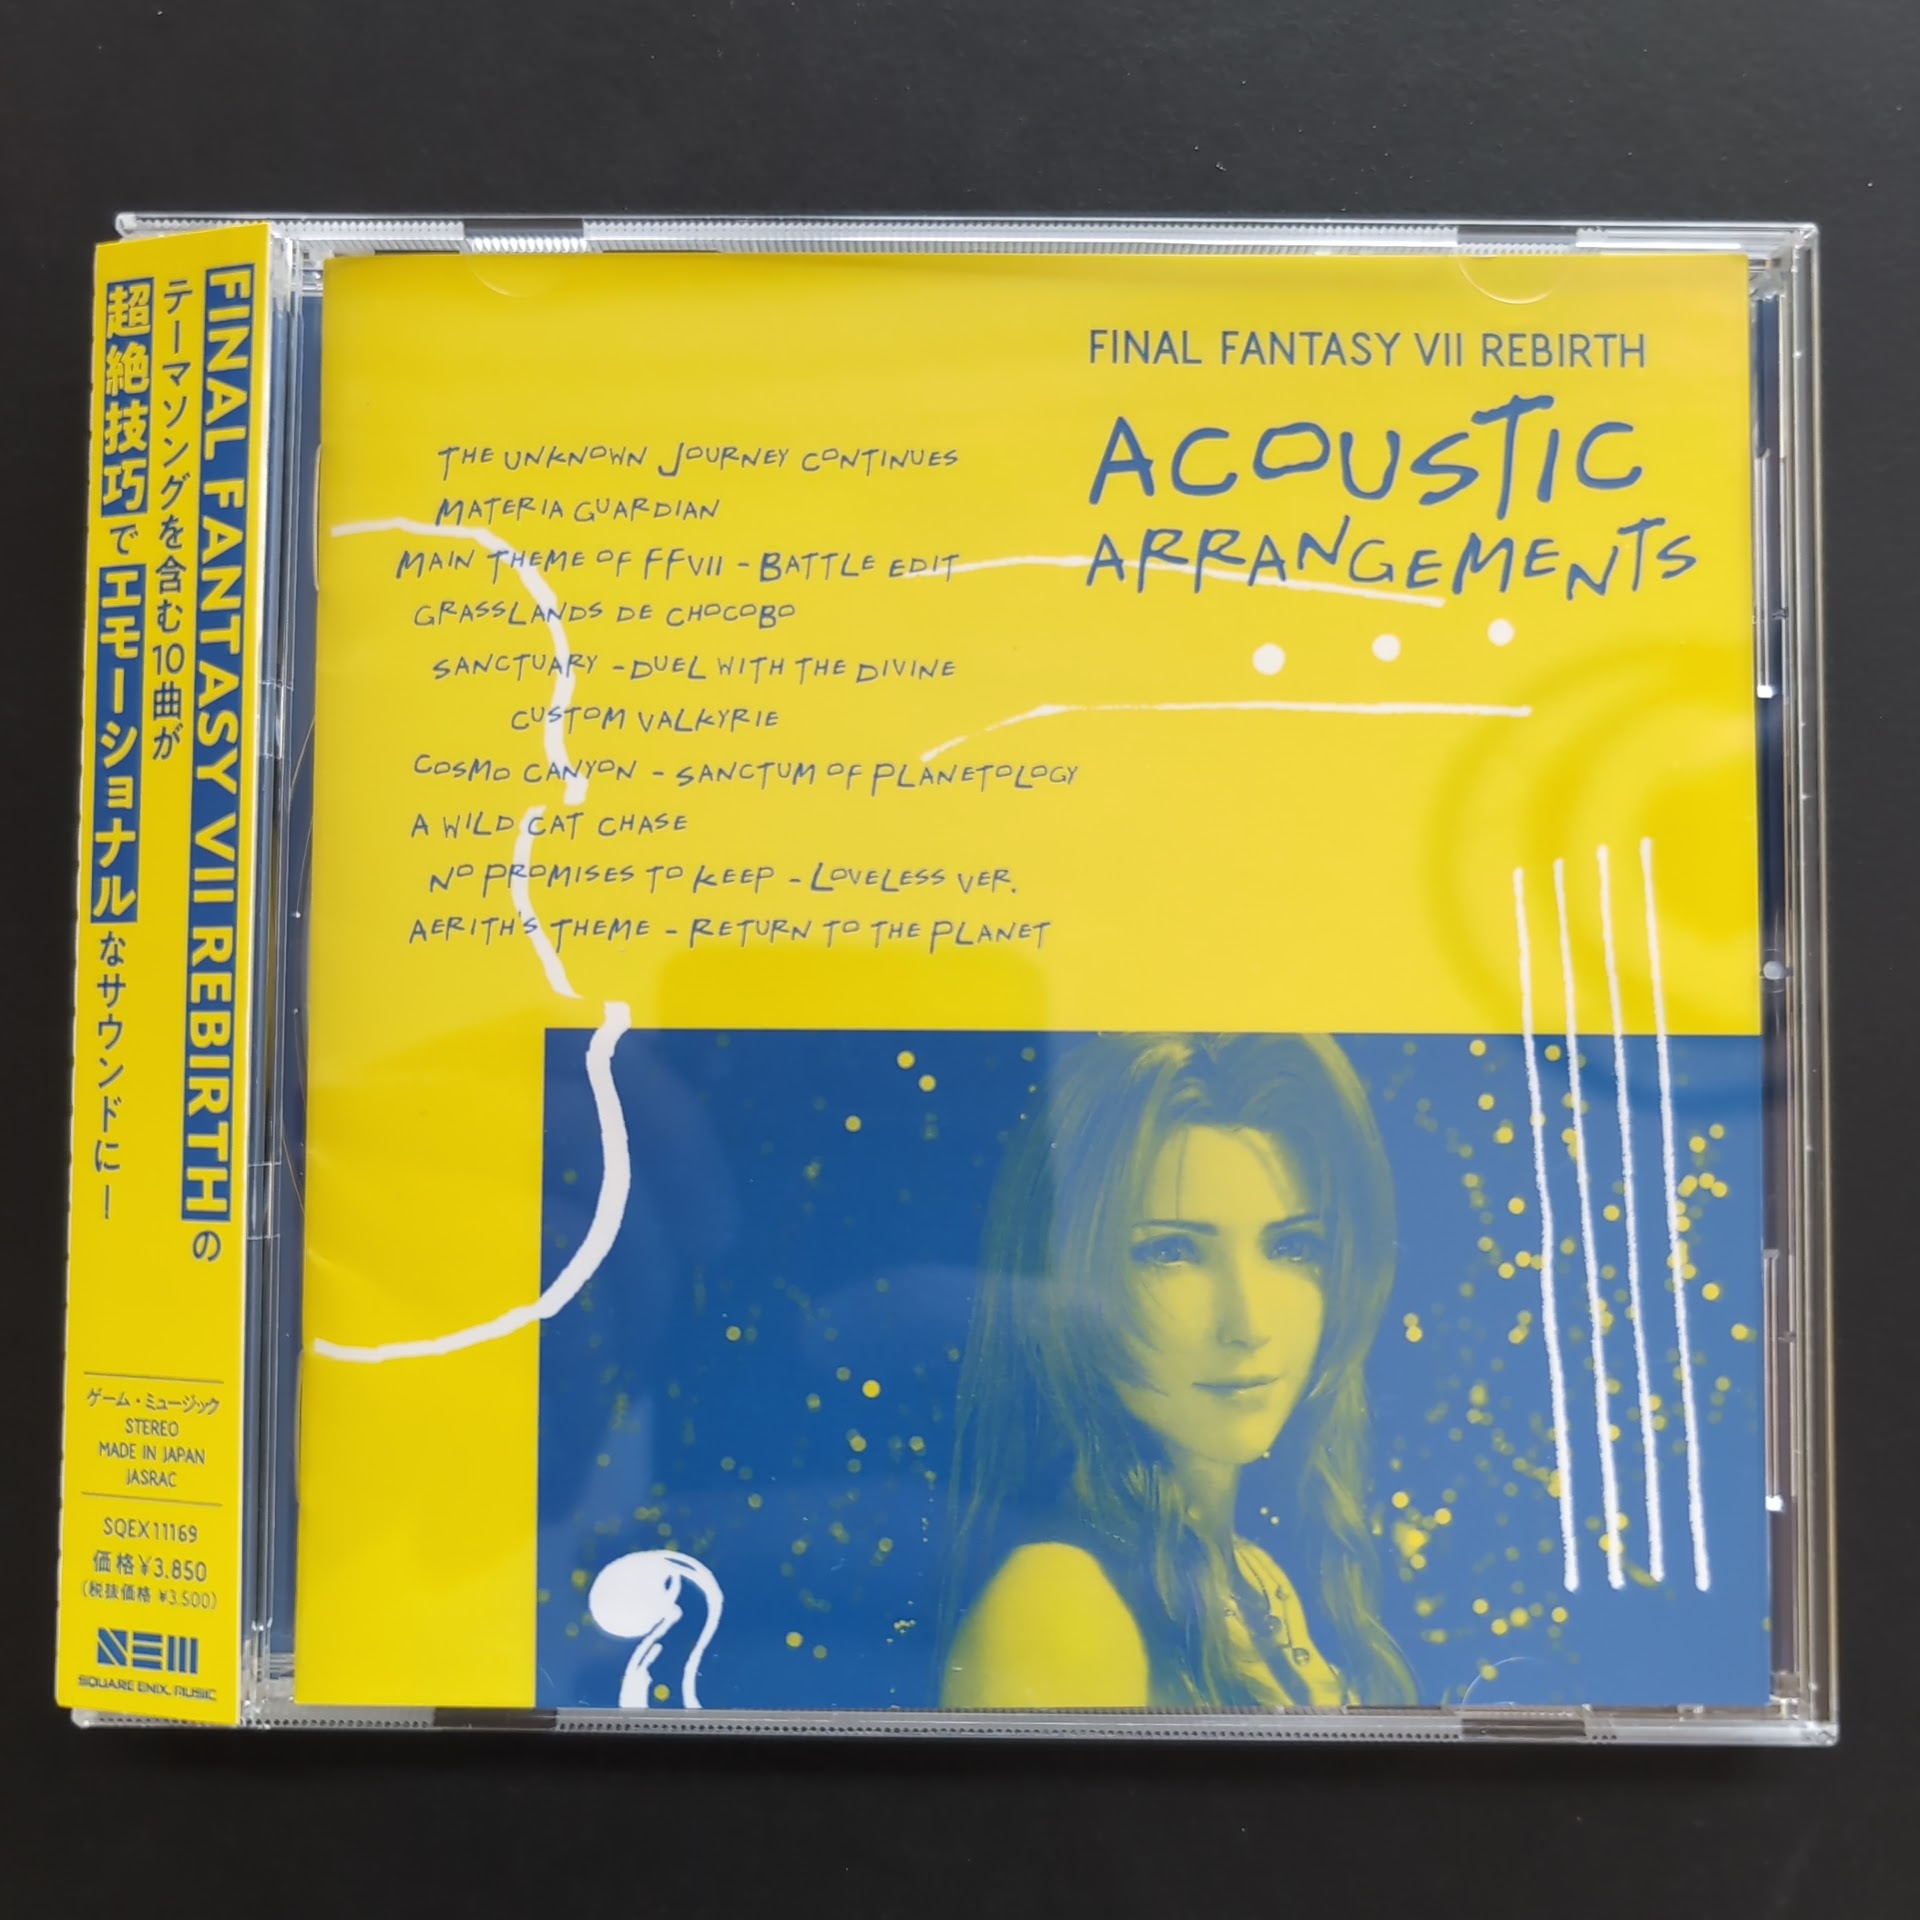 FINAL FANTASY VII REBIRTHの
テーマソングを含む10曲が
超絶技巧でエモーショナルなサウンドに！
ゲーム・ミュージック
STEREO
MADE IN JAPAN
JASRAC
SQEX11169
価格¥3,850
(税抜価格 ¥3,500)
SQUARE ENIX MUSIC
FINAL FANTASY VII REBIRTH
ACOUSTIC
ARRANGEMENTS
THE UNKNOWN JOURNEY CONTINUES
MATERIA GUARDIAN
MAIN THEME OF FFVII - BATTLE EDIT
GRASSLANDS DE CHOCOBO
SANCTUARY - DUEL WITH THE DIVINE
CUSTOM VALKYRIE
COSMO CANYON - SANCTUM OF PLANETOLOGY
A WILD CAT CHASE
NO PROMISES TO KEEP - LOVELESS VER.
AERITH'S THEME - RETURN TO THE PLANET